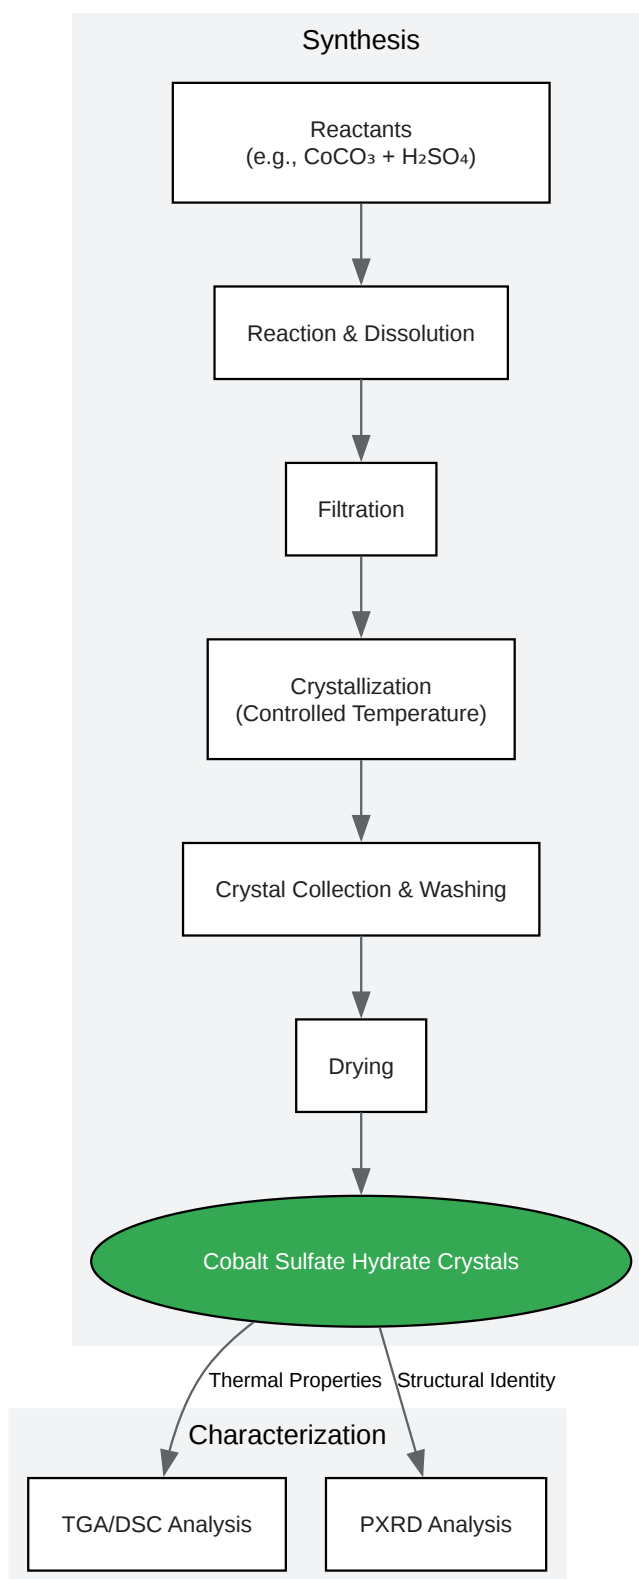 Synthesis
Reactants
(e.g., CoCO₃ + H₂SO₄)
Reaction & Dissolution
Filtration
Crystallization
(Controlled Temperature)
Crystal Collection & Washing
Drying
Cobalt Sulfate Hydrate Crystals
Thermal Properties
Structural Identity
Characterization
TGA/DSC Analysis
PXRD Analysis